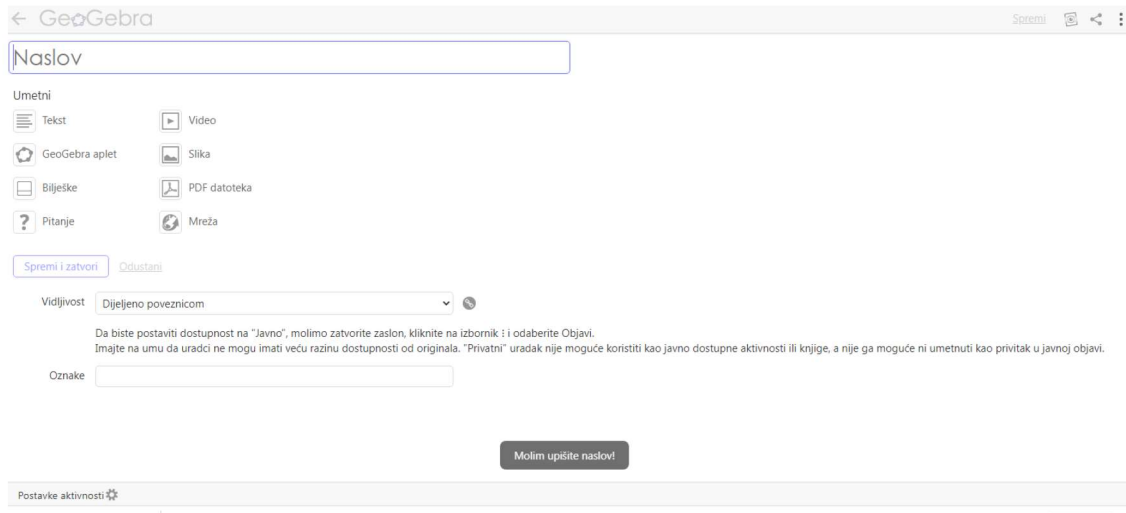 GeoGebra
Spremi
Naslov
Umetni
Tekst
Video
GeoGebra aplet
Slika
Bilješke
PDF datoteka
Pitanje
Mreža
Spremi i zatvori
Odustani
Vidljivost
Dijeljeno poveznicom
Da biste postaviti dostupnost na "Javno", molimo zatvorite zaslon, kliknite na izbornik ⋮ i odaberite Objavi.
Imajte na umu da uradci ne mogu imati veću razinu dostupnosti od originala. "Privatni" uradak nije moguće koristiti kao javno dostupne aktivnosti ili knjige, a nije ga moguće ni umetnuti kao privitak u javnoj objavi.
Oznake
Molim upišite naslov!
Postavke aktivnosti